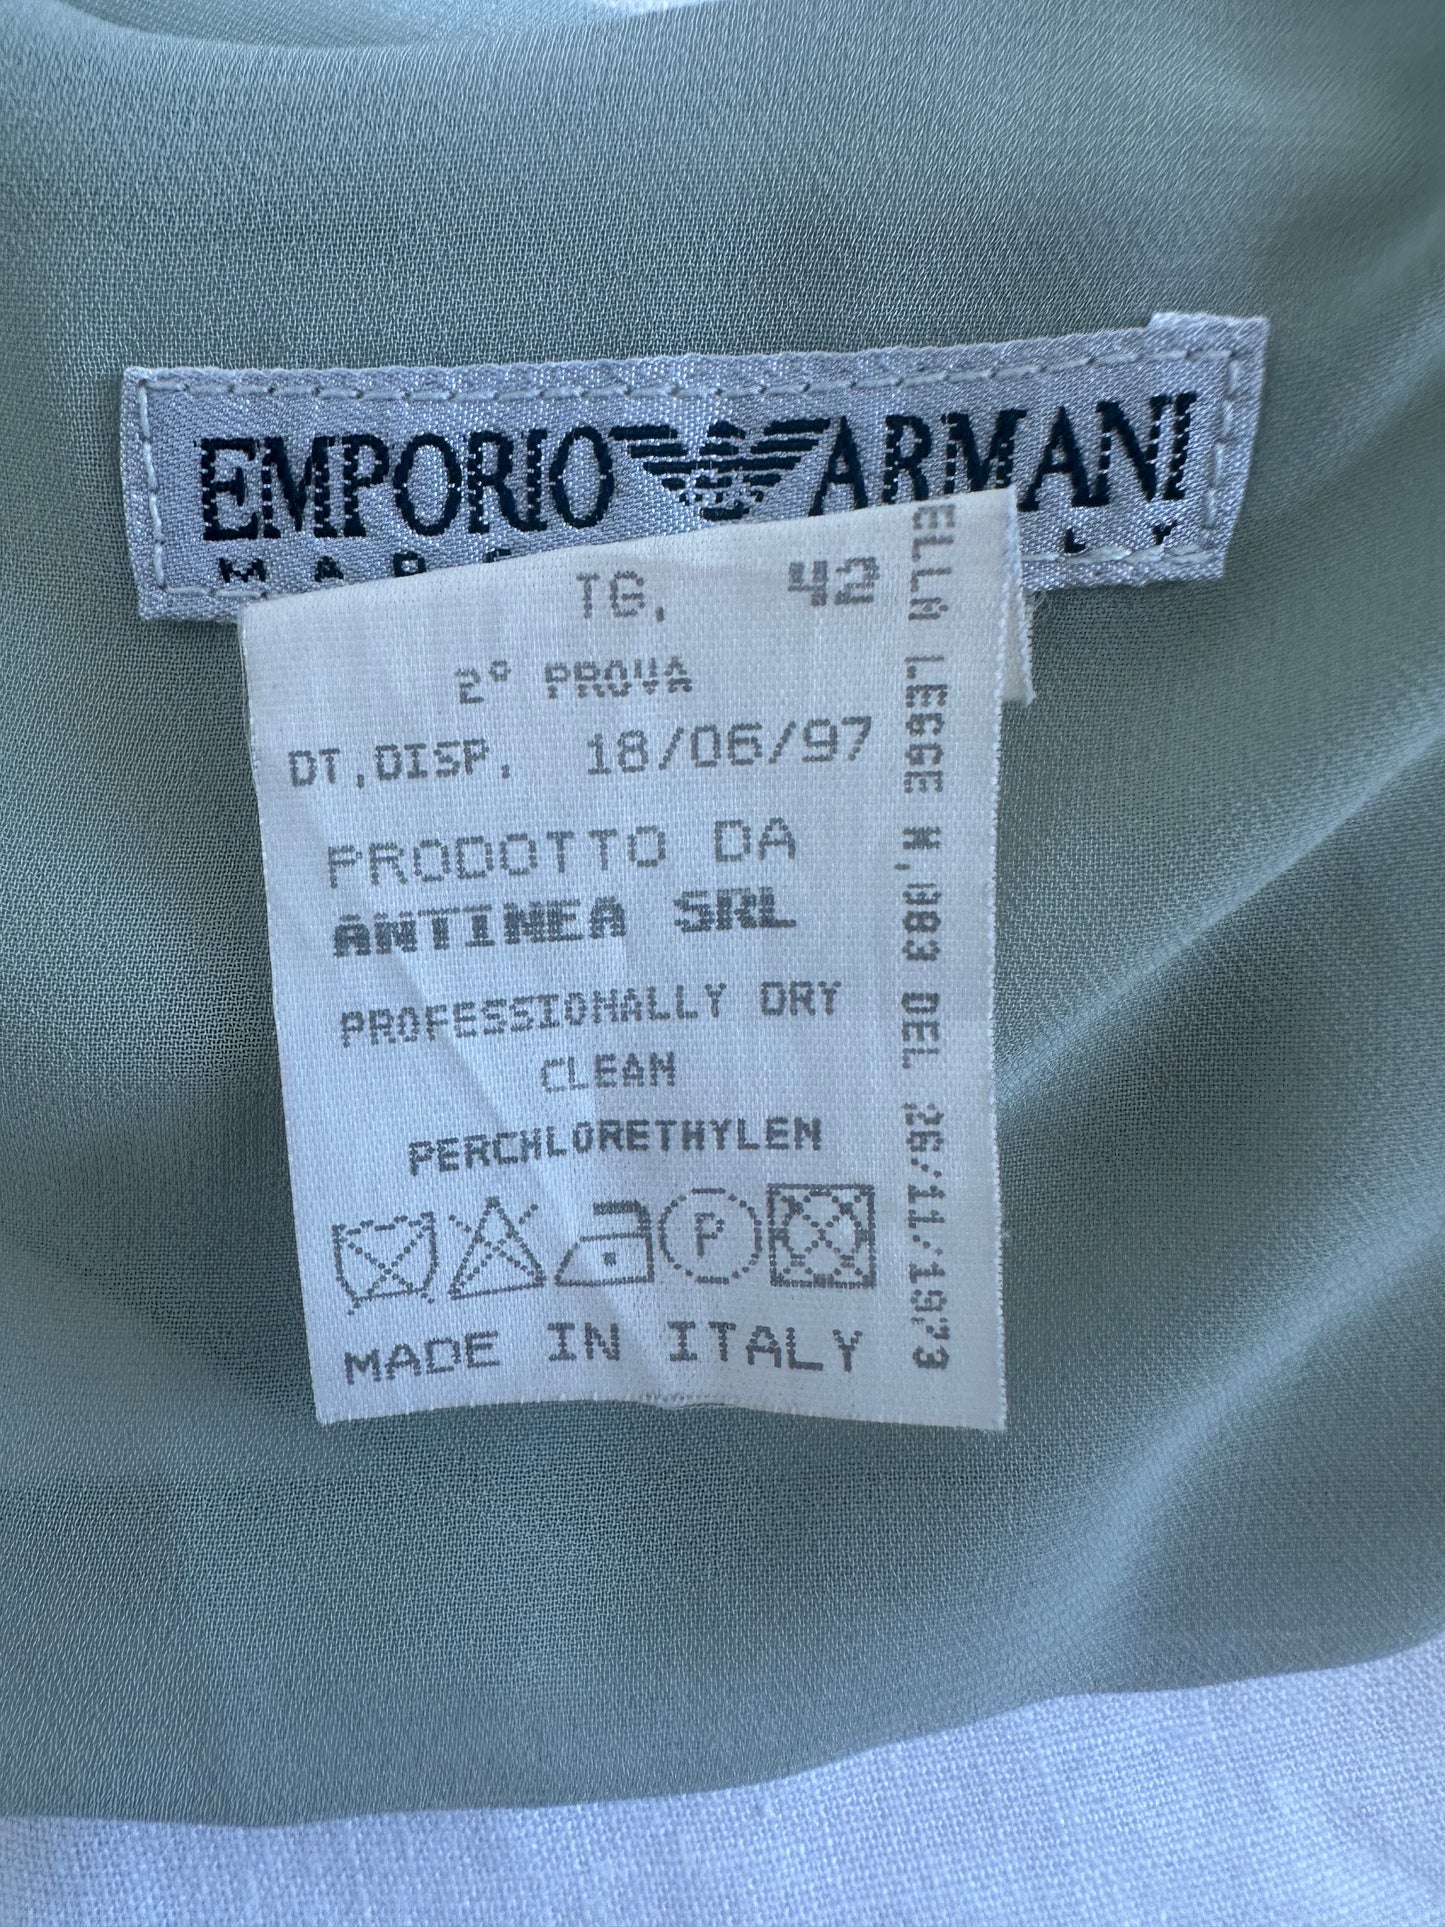 EMPORIO ARMANI
TG. 42
2° PROVA
DT.DISP. 18/06/97
PRODOTTO DA
ANTINEA SRL
PROFESSIONALLY DRY
CLEAN
PERCHLORETHYLEN
P
MADE IN ITALY
ELLA LEGGE N.883 DEL 26/11/1973